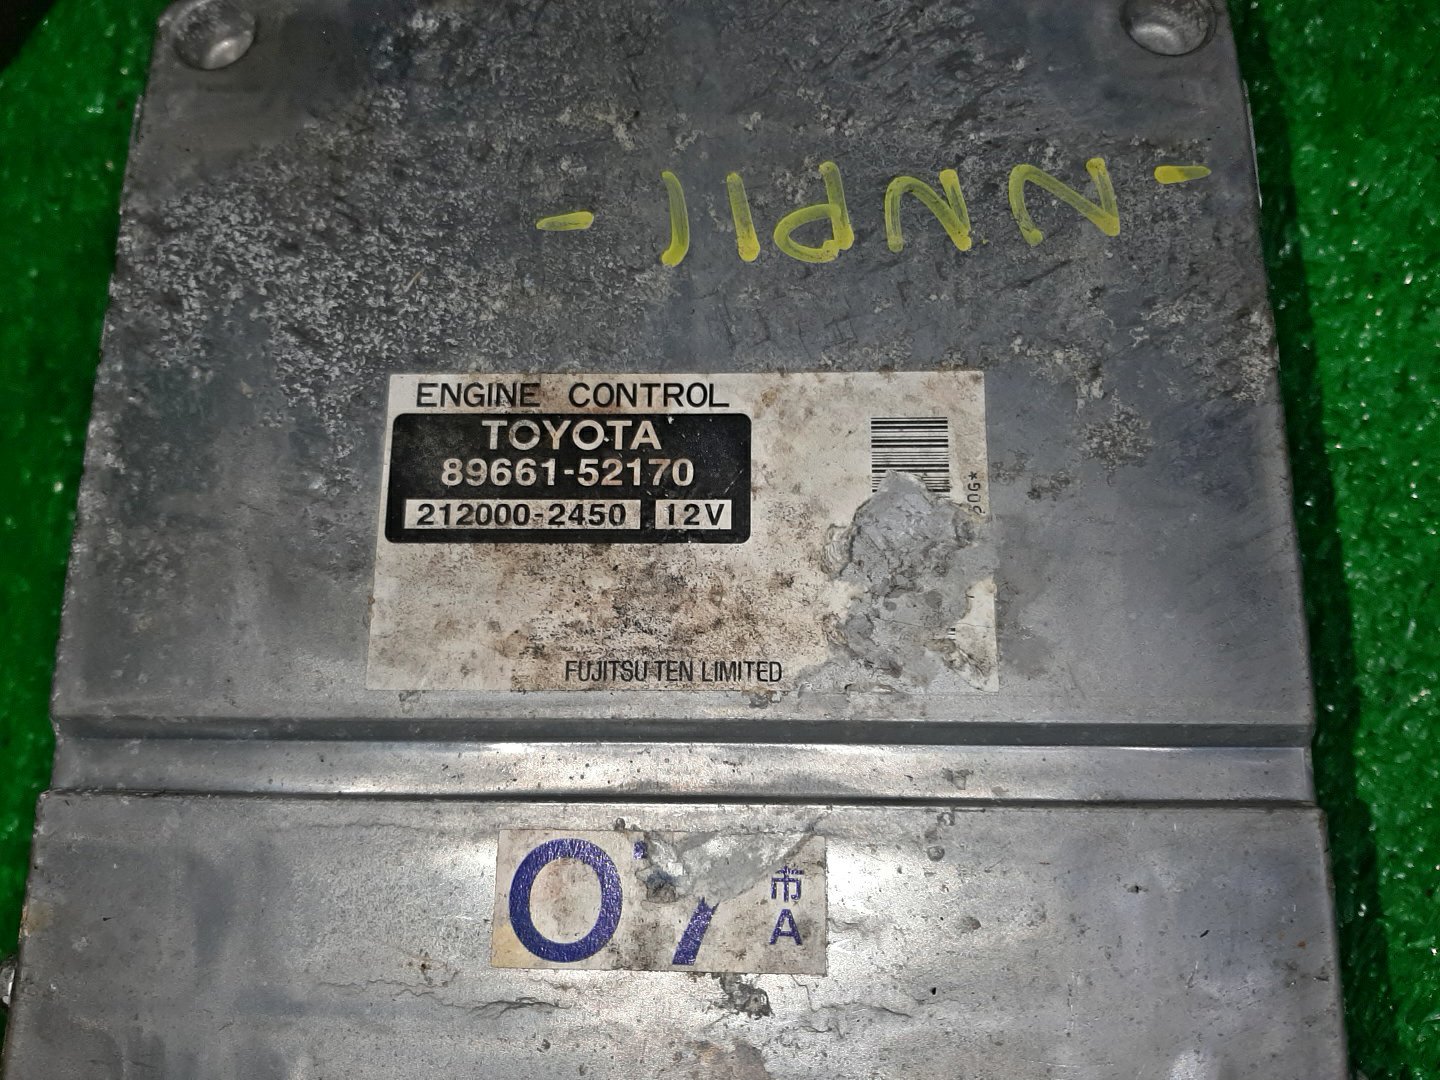 -NNP11-
ENGINE CONTROL
TOYOTA
89661-52170
212000-2450 12V
FUJITSU TEN LIMITED
07
市
A